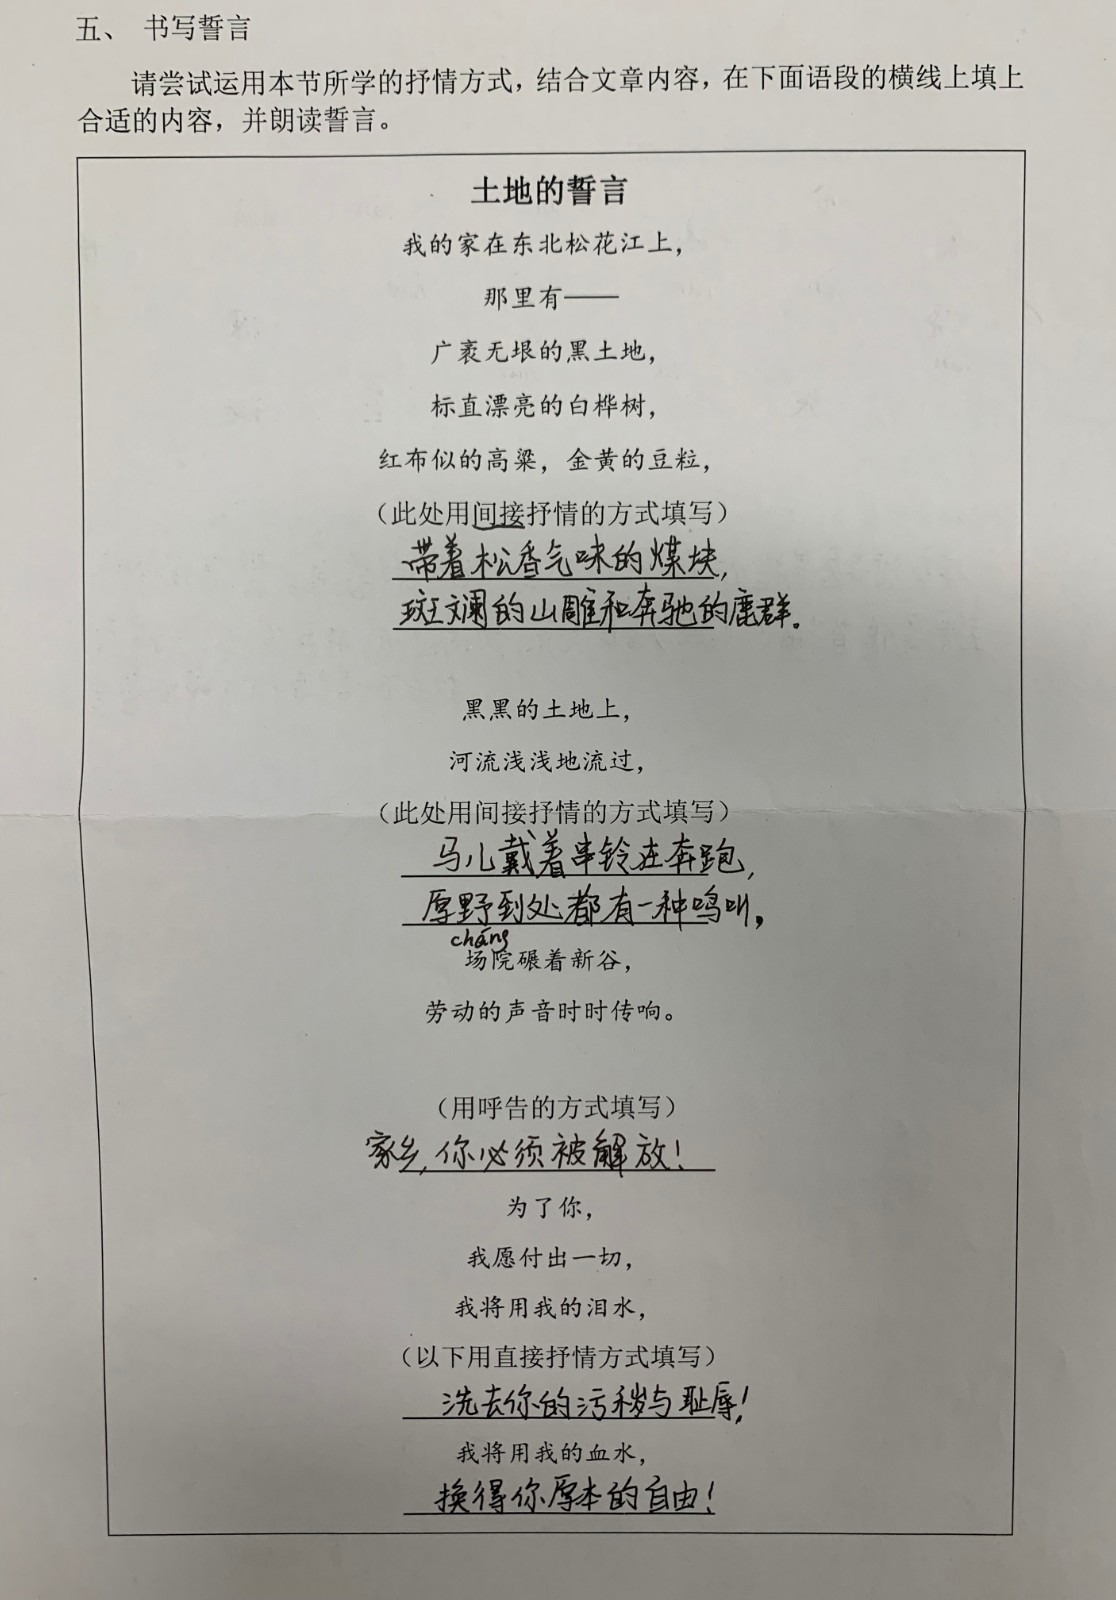 五、 书写誓言
请尝试运用本节所学的抒情方式，结合文章内容，在下面语段的横线上填上
合适的内容，并朗读誓言。
土地的誓言
我的家在东北松花江上，
那里有——
广袤无垠的黑土地，
标直漂亮的白桦树，
红布似的高粱，金黄的豆粒，
（此处用间接抒情的方式填写）
带着松香气味的煤块，
斑斓的山雕和奔驰的鹿群。
黑黑的土地上，
河流浅浅地流过，
（此处用间接抒情的方式填写）
马儿戴着串铃在奔跑，
原野到处都有一种鸣叫，
cháng
场院碾着新谷，
劳动的声音时时传响。
（用呼告的方式填写）
家乡，你必须被解放！
为了你，
我愿付出一切，
我将用我的泪水，
（以下用直接抒情方式填写）
洗去你的污秽与耻辱！
我将用我的血水，
换得你原本的自由！